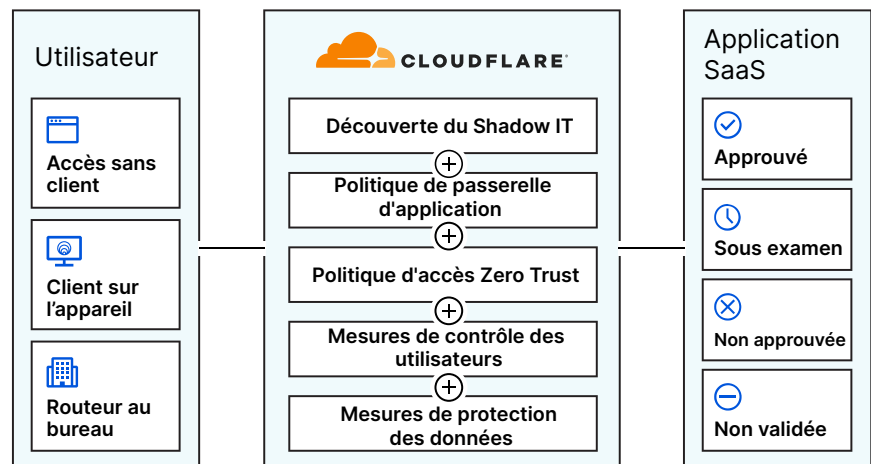 Utilisateur
Accès sans
client
Client sur
l’appareil
Routeur au
bureau
CLOUDFLARE
Découverte du Shadow IT
Politique de passerelle
d'application
Politique d'accès Zero Trust
Mesures de contrôle des
utilisateurs
Mesures de protection
des données
Application
SaaS
Approuvé
Sous examen
Non approuvée
Non validée